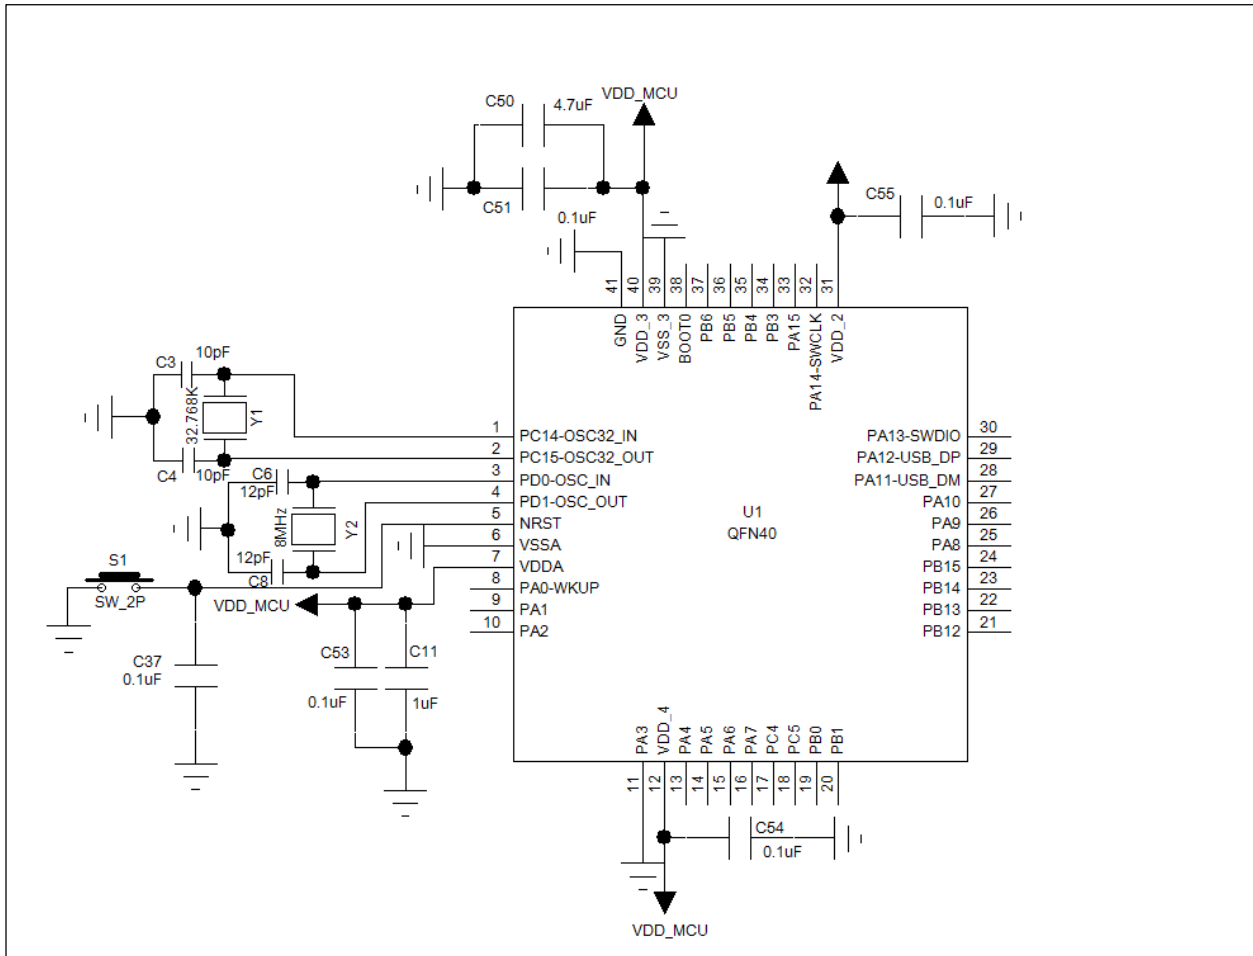 VDD_MCU
C50
4.7uF
C51
0.1uF
C55
0.1uF
41
40
39
38
37
36
35
34
33
32
31
GND
VDD_3
VSS_3
BOOT0
PB6
PB5
PB4
PB3
PA15
PA14-SWCLK
VDD_2
C3
10pF
32.768K
Y1
C4
10pF
C6
12pF
8MHz
Y2
12pF
C8
S1
SW_2P
VDD_MCU
C37
0.1uF
C53
0.1uF
C11
1uF
1 PC14-OSC32_IN
2 PC15-OSC32_OUT
3 PD0-OSC_IN
4 PD1-OSC_OUT
5 NRST
6 VSSA
7 VDDA
8 PA0-WKUP
9 PA1
10 PA2
U1
QFN40
PA13-SWDIO 30
PA12-USB_DP 29
PA11-USB_DM 28
PA10 27
PA9 26
PA8 25
PB15 24
PB14 23
PB13 22
PB12 21
PA3
VDD_4
PA4
PA5
PA6
PA7
PC4
PC5
PB0
PB1
11
12
13
14
15
16
17
18
19
20
C54
0.1uF
VDD_MCU